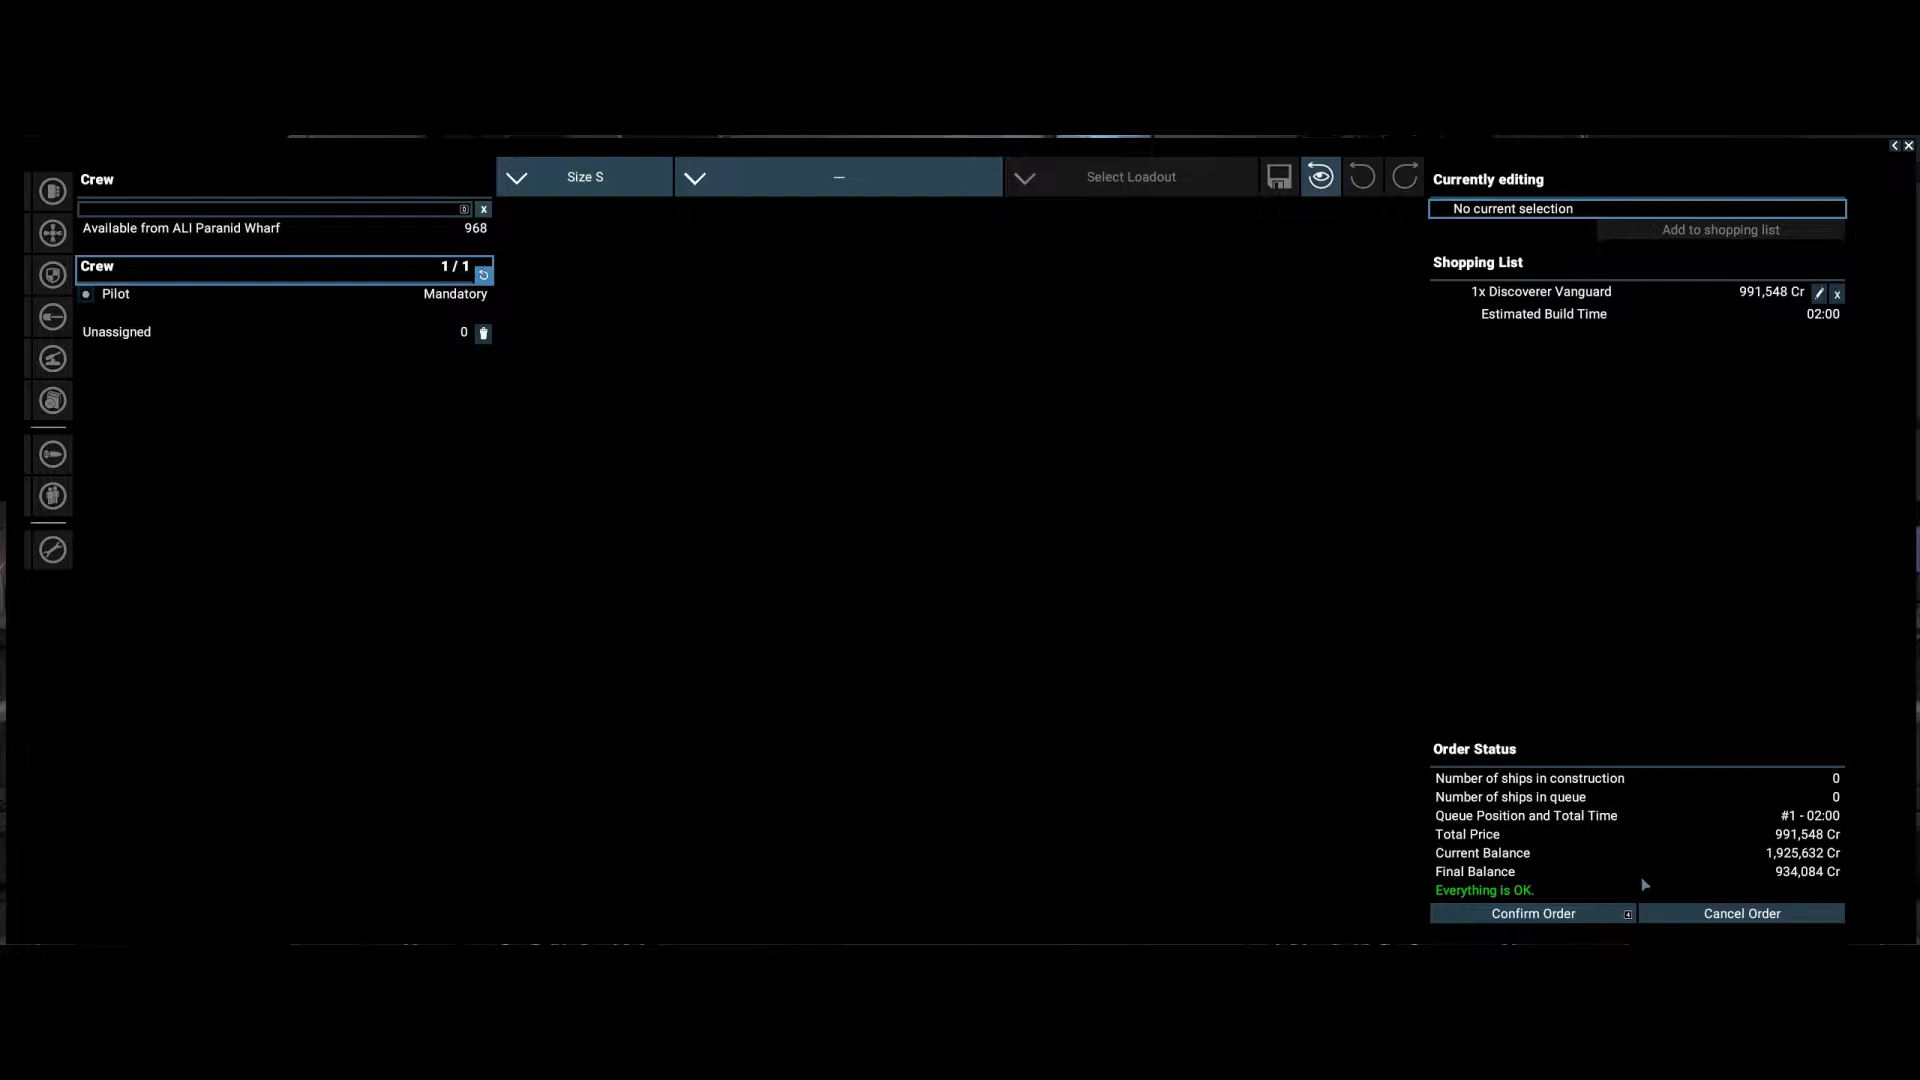 Crew
x
Available from ALI Paranid Wharf 968
Crew 1 / 1
Pilot Mandatory
Unassigned 0
Size S
---
Select Loadout
Currently editing
No current selection
Add to shopping list
Shopping List
1x Discoverer Vanguard 991,548 Cr x
Estimated Build Time 02:00
Order Status
Number of ships in construction 0
Number of ships in queue 0
Queue Position and Total Time #1 - 02:00
Total Price 991,548 Cr
Current Balance 1,925,632 Cr
Final Balance 934,084 Cr
Everything is OK.
Confirm Order
Cancel Order